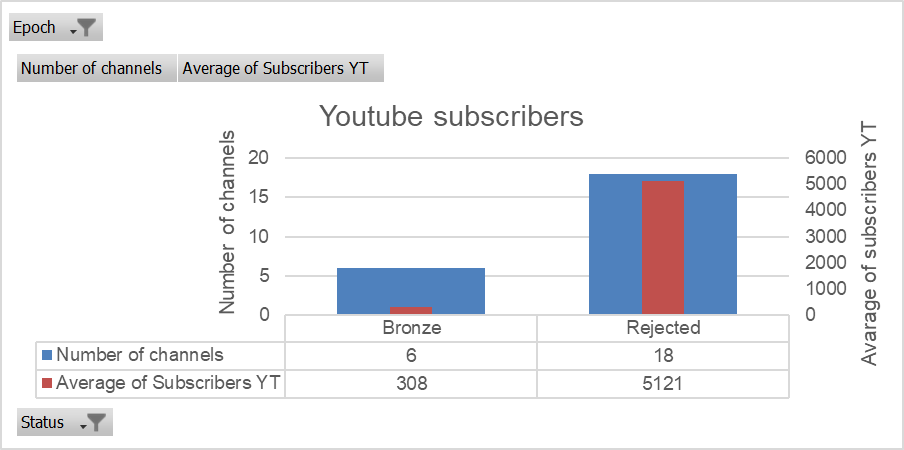 Epoch
Number of channels Average of Subscribers YT
Youtube subscribers
Number of channels
20
15
10
5
0
Avarage of subscribers YT
6000
5000
4000
3000
2000
1000
0
Bronze Rejected
Number of channels 6 18
Average of Subscribers YT 308 5121
Status